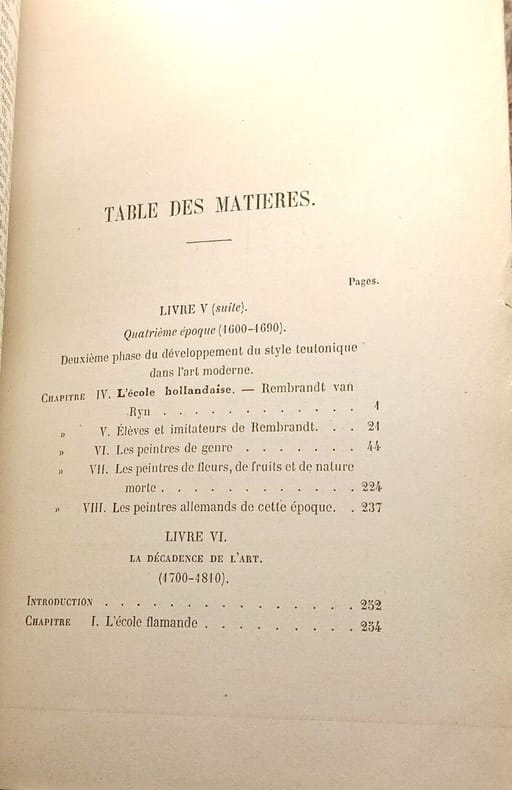 TABLE DES MATIERES.
Pages.
LIVRE V (suite).
Quatrième époque (1600-1690).
Deuxième phase du développement du style teutonique
dans l'art moderne.
CHAPITRE IV. L'école hollandaise. — Rembrandt van
Ryn . . . . . . . . . . . . 1
» V. Élèves et imitateurs de Rembrandt. . . 21
» VI. Les peintres de genre . . . . . . . 44
» VII. Les peintres de fleurs, de fruits et de nature
morte . . . . . . . . . . . . 224
» VIII. Les peintres allemands de cette époque. . 237
LIVRE VI.
LA DÉCADENCE DE L'ART.
(1700-1810).
INTRODUCTION . . . . . . . . . . . . . . . 252
CHAPITRE I. L'école flamande . . . . . . . . . 254